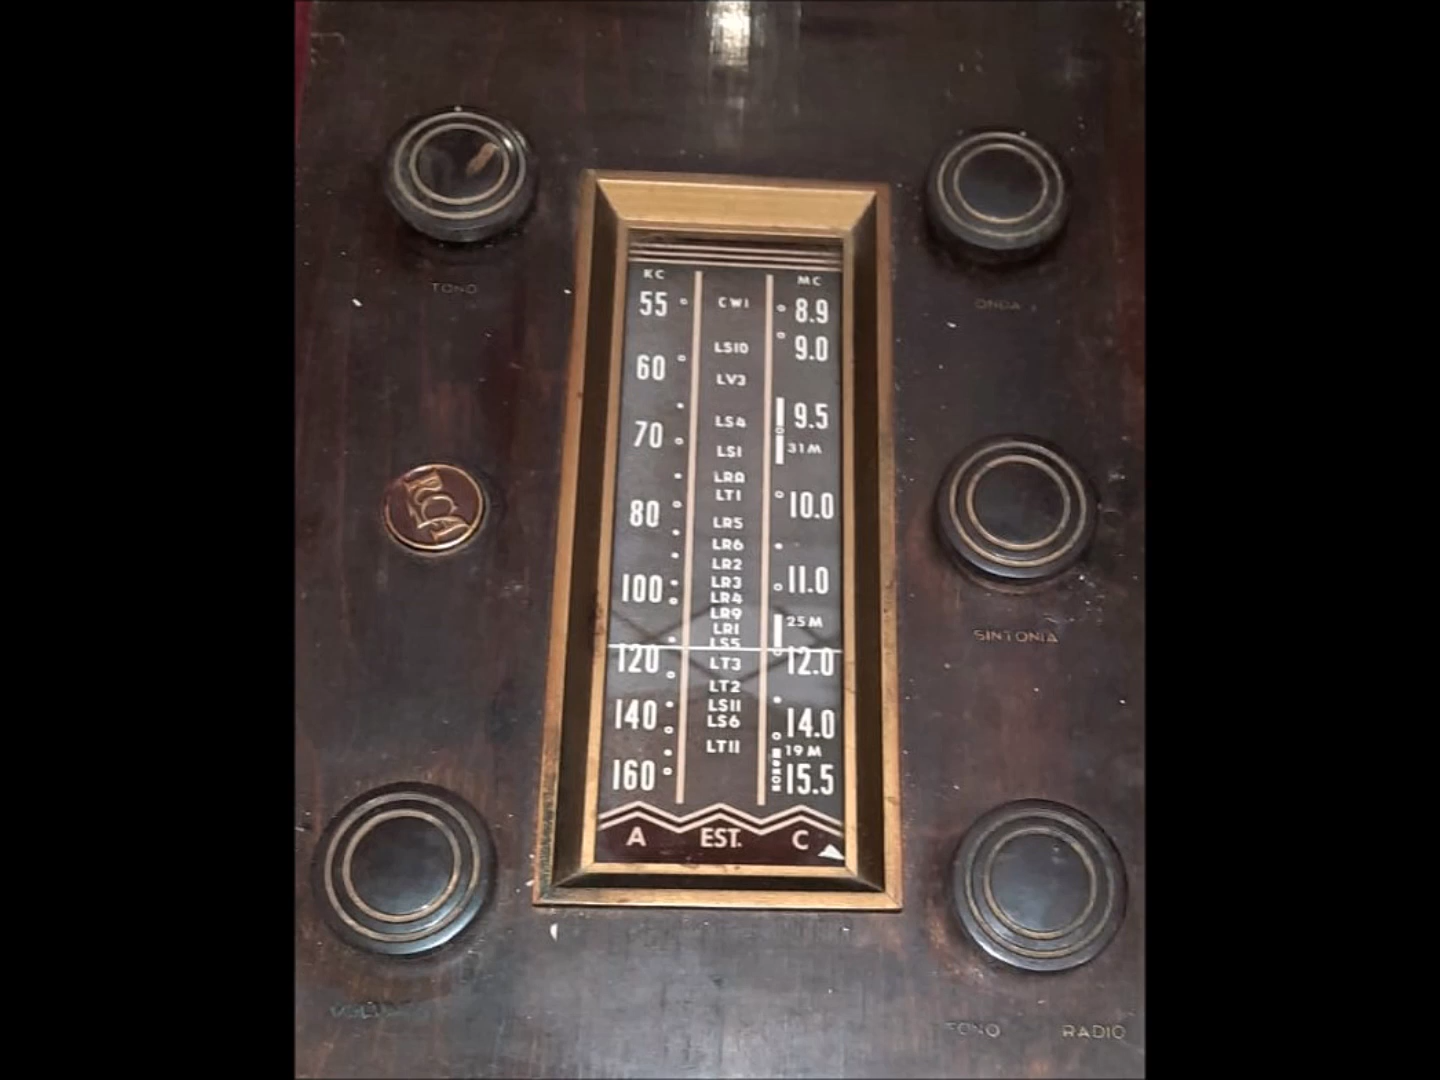 KC MC
55 CW1 8.9
LS10 9.0
60 LV3
LS4 9.5
70 LS1 31M
LR8
LT1 10.0
80 LR5
LR6
LR2
100 LR3 11.0
LR4
LR9 25M
LR1
LS5
120 LT3 12.0
LT2
LS11
140 LS6 14.0
LT11 19M
160 15.5
A EST. C
TONO
ONDA
RCA
SINTONIA
FONO RADIO